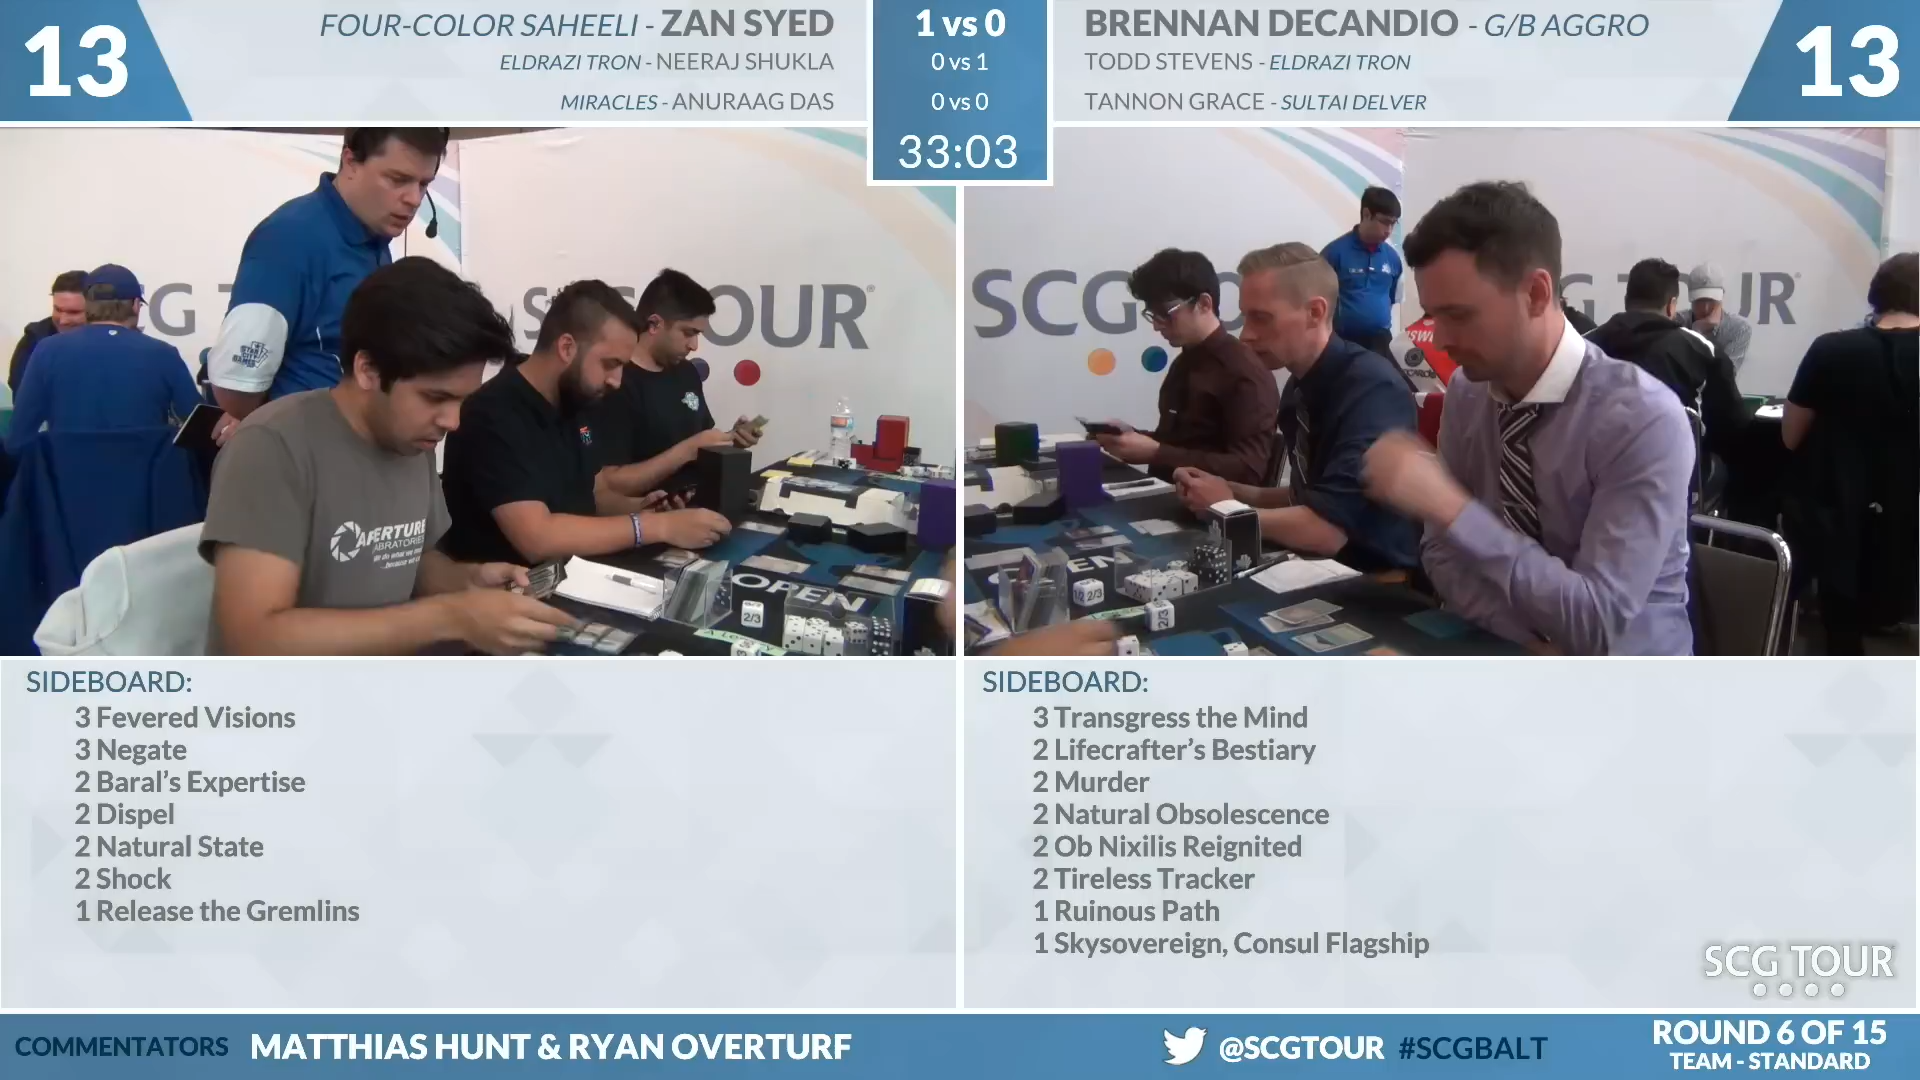 13
FOUR-COLOR SAHEELI - ZAN SYED
ELDRAZI TRON - NEERAJ SHUKLA
MIRACLES - ANURAAG DAS
1 vs 0
0 vs 1
0 vs 0
33:03
BRENNAN DECANDIO - G/B AGGRO
TODD STEVENS - ELDRAZI TRON
TANNON GRACE - SULTAI DELVER
13
SCG TOUR
APERTURE
OPEN
2/3
SIDEBOARD:
3 Fevered Visions
3 Negate
2 Baral's Expertise
2 Dispel
2 Natural State
2 Shock
1 Release the Gremlins
SIDEBOARD:
3 Transgress the Mind
2 Lifecrafter's Bestiary
2 Murder
2 Natural Obsolescence
2 Ob Nixilis Reignited
2 Tireless Tracker
1 Ruinous Path
1 Skysovereign, Consul Flagship
SCG TOUR
COMMENTATORS MATTHIAS HUNT & RYAN OVERTURF
@SCGTOUR #SCGBALT
ROUND 6 OF 15
TEAM - STANDARD